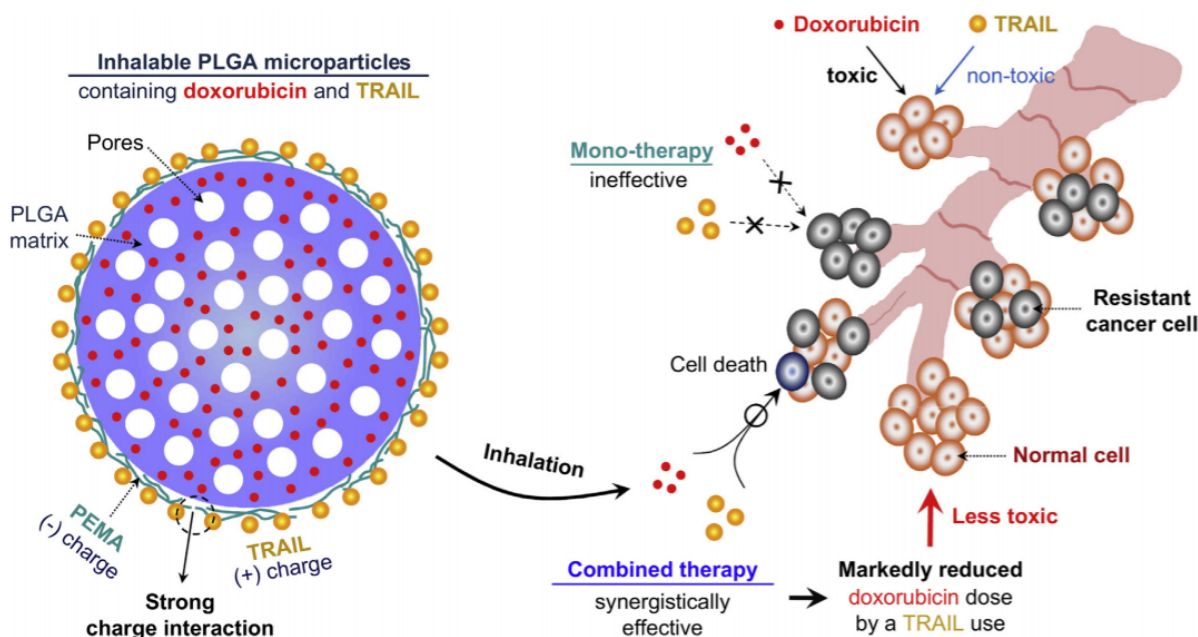 Inhalable PLGA microparticles
containing doxorubicin and TRAIL
Pores
PLGA
matrix
PEMA
(-) charge
TRAIL
(+) charge
Strong
charge interaction
Inhalation
Doxorubicin
TRAIL
toxic
non-toxic
Mono-therapy
ineffective
Resistant
cancer cell
Cell death
Normal cell
Less toxic
Combined therapy
synergistically
effective
Markedly reduced
doxorubicin dose
by a TRAIL use